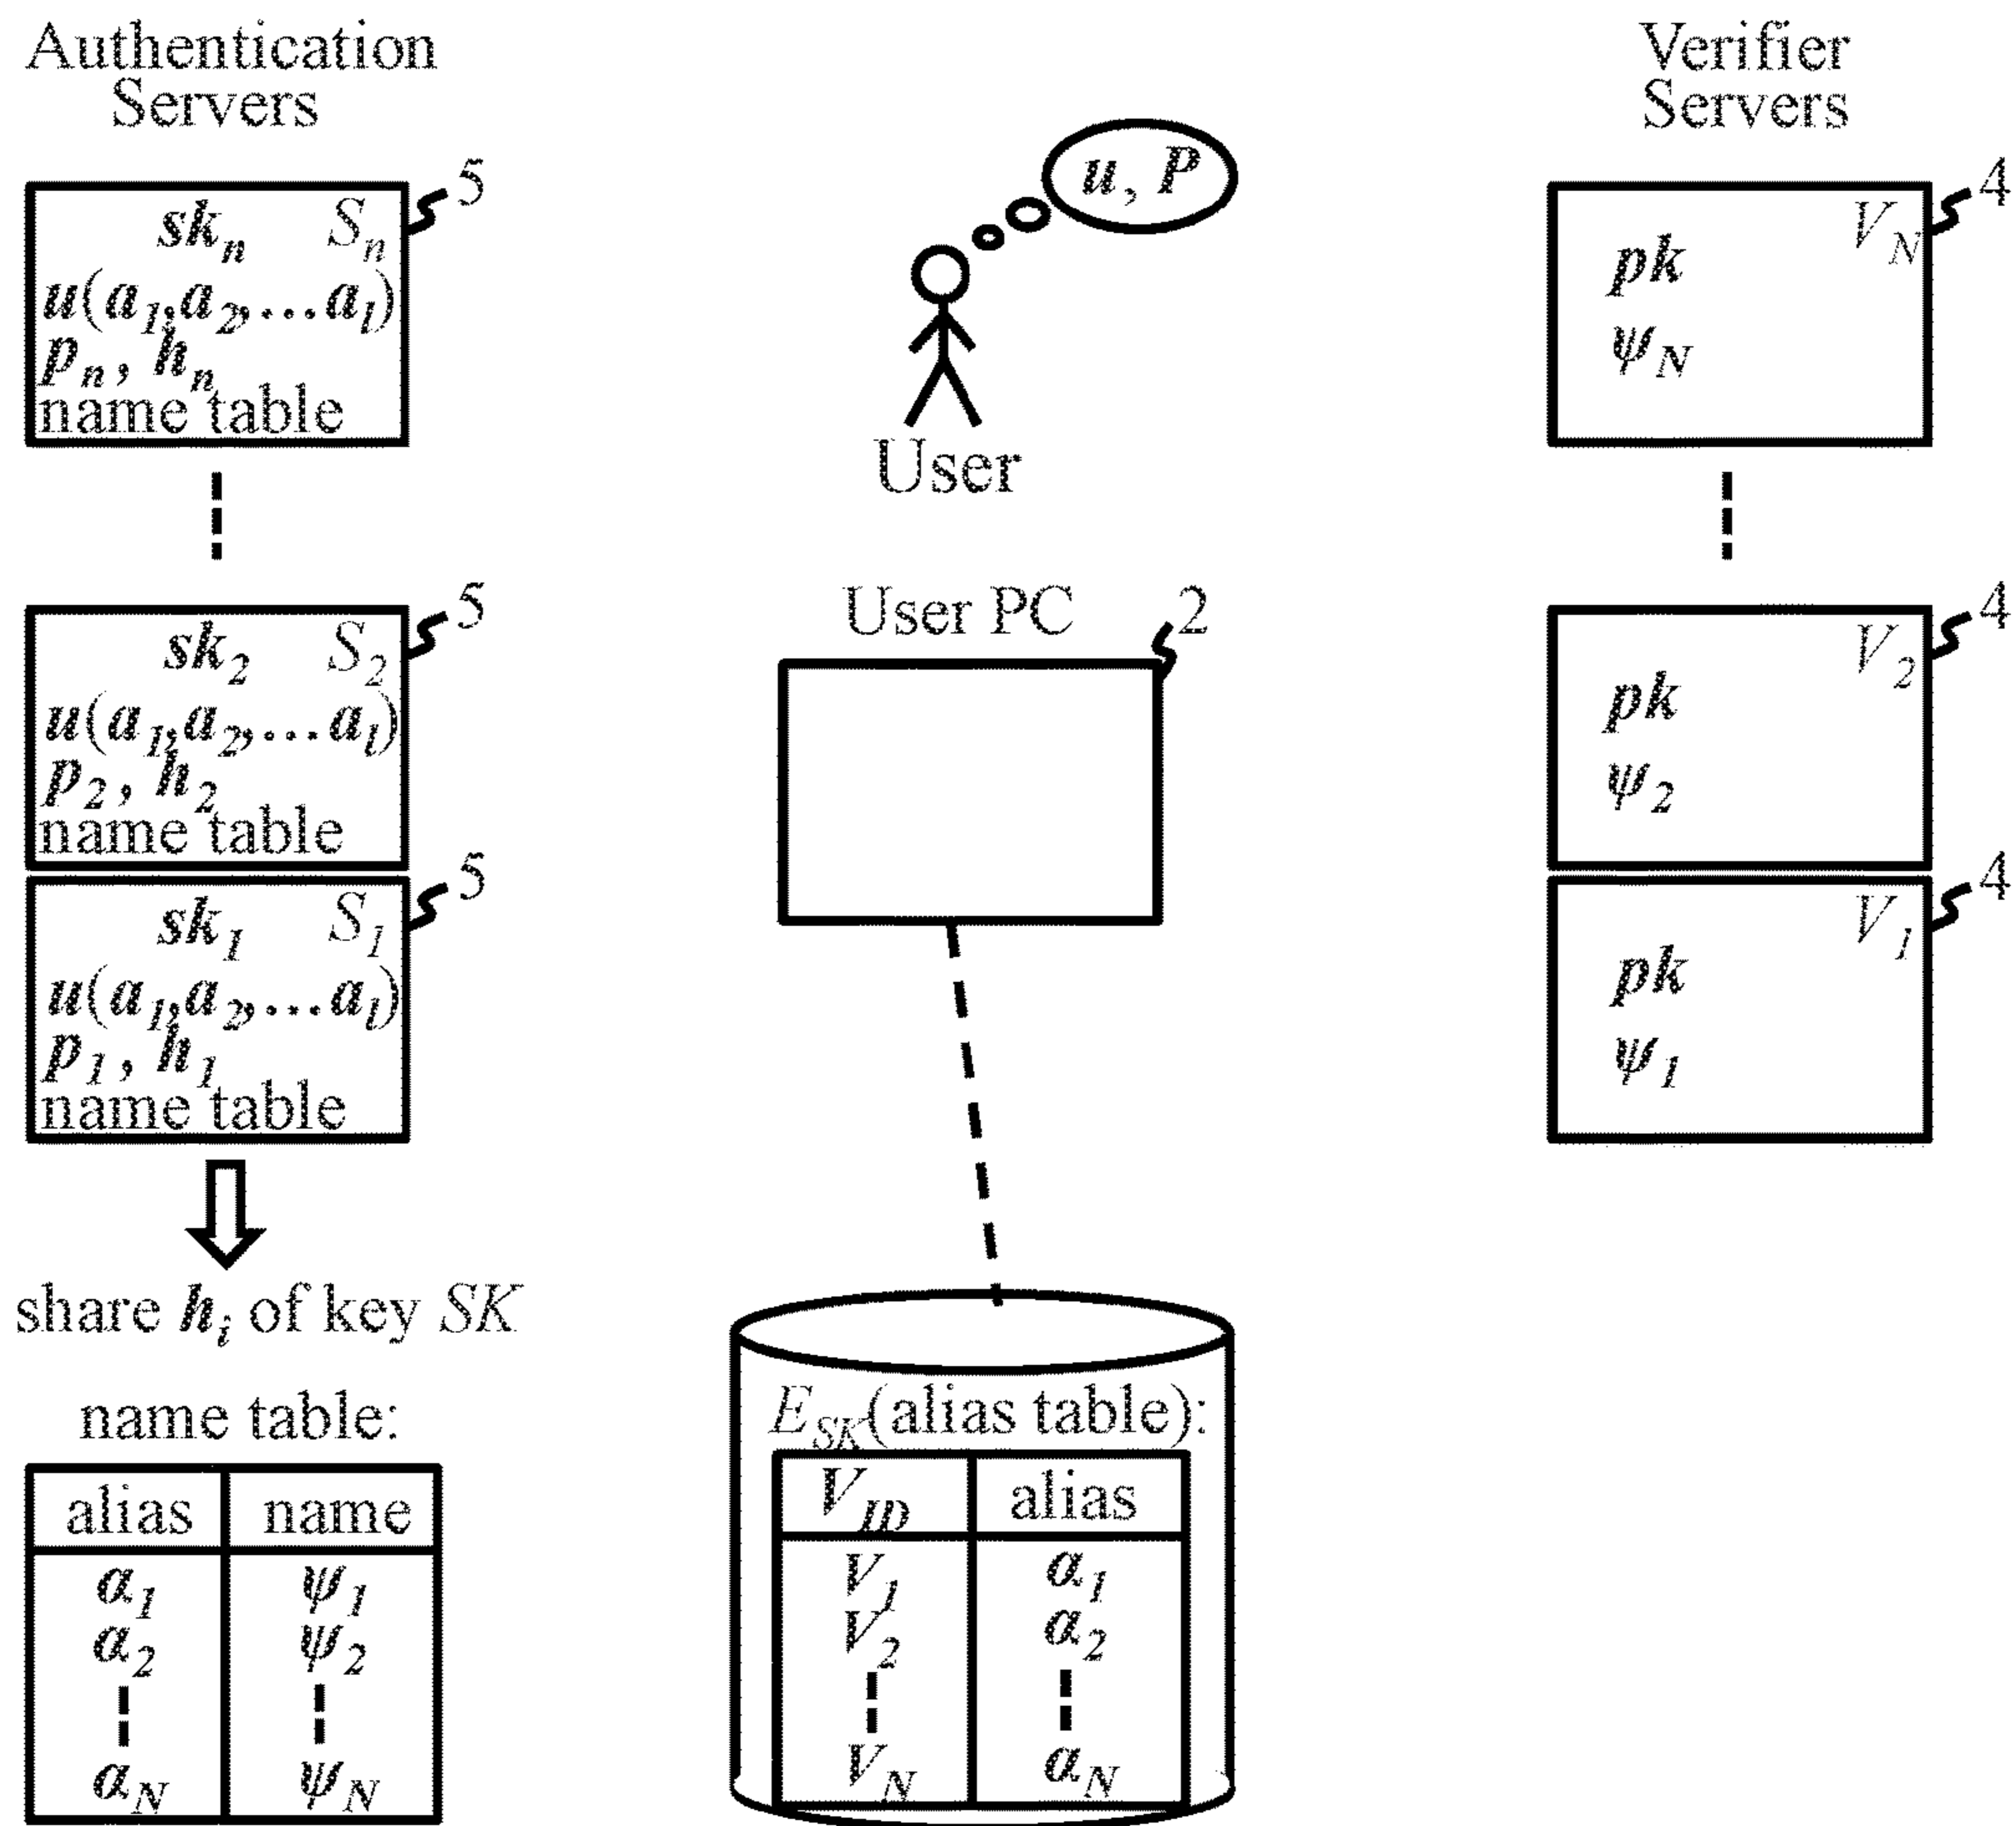 Authentication
Servers
5
sk_n S_n
u(a_1,a_2,...a_l)
p_n, h_n
name table
5
sk_2 S_2
u(a_1,a_2,...a_l)
p_2, h_2
name table
5
sk_1 S_1
u(a_1,a_2,...a_l)
p_1, h_1
name table
share h_i of key SK
name table:
alias name
α_1 ψ_1
α_2 ψ_2
α_N ψ_N
u, P
User
User PC
2
E_SK(alias table):
V_ID alias
V_1 α_1
V_2 α_2
V_N α_N
Verifier
Servers
4
V_N
pk
ψ_N
4
V_2
pk
ψ_2
4
V_1
pk
ψ_1